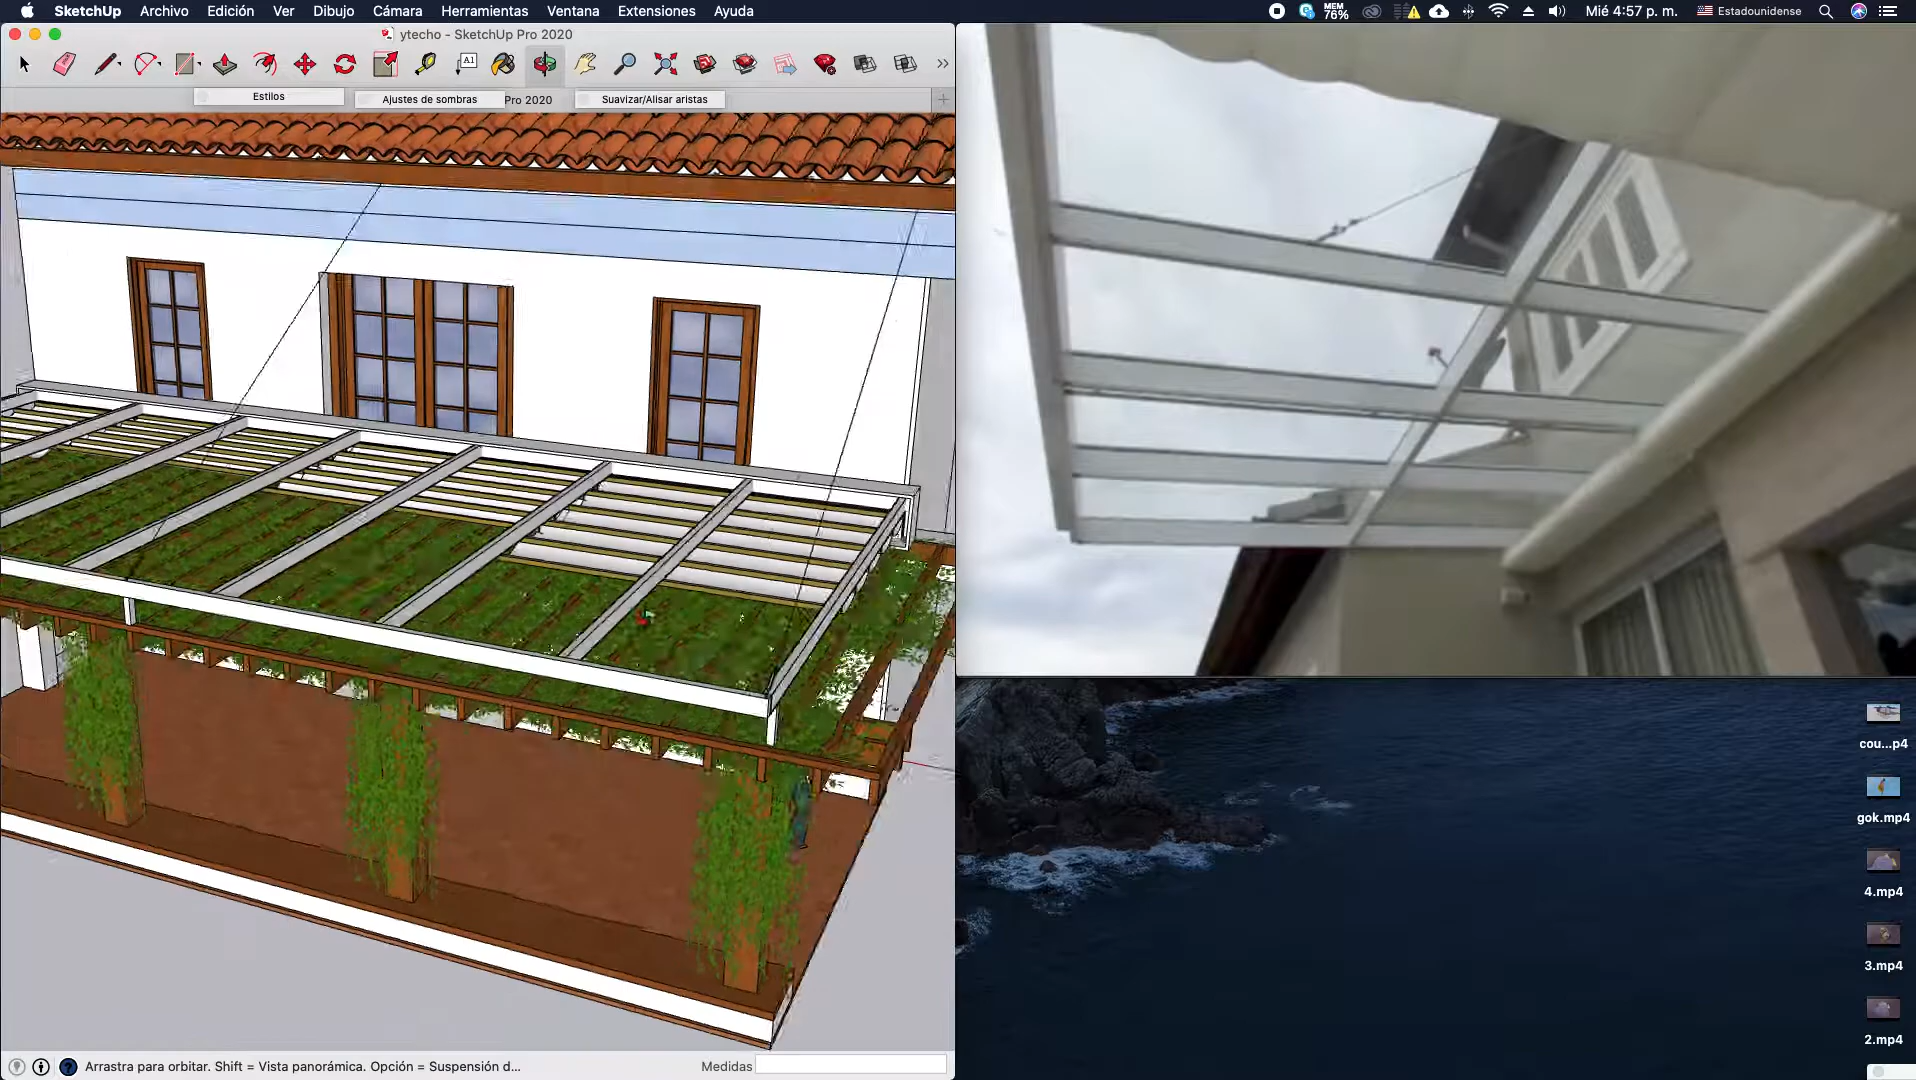 SketchUp Archivo Edición Ver Dibujo Cámara Herramientas Ventana Extensiones Ayuda
MEM
76%
Mié 4:57 p. m.
Estadounidense
ytecho - SketchUp Pro 2020
A1
Estilos
Ajustes de sombras
Pro 2020
Suavizar/Alisar aristas
cou...p4
gok.mp4
4.mp4
3.mp4
2.mp4
Arrastra para orbitar. Shift = Vista panorámica. Opción = Suspensión d...
Medidas